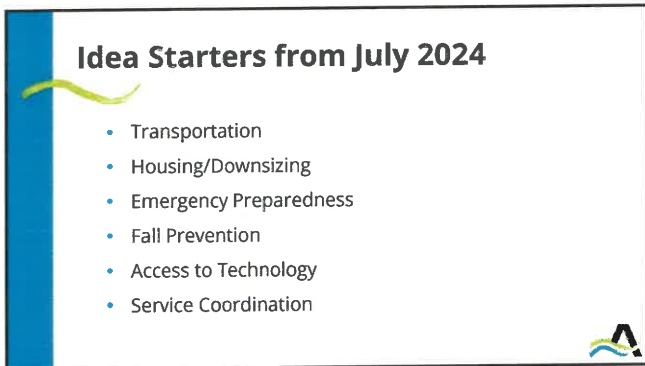 Idea Starters from July 2024
• Transportation
• Housing/Downsizing
• Emergency Preparedness
• Fall Prevention
• Access to Technology
• Service Coordination